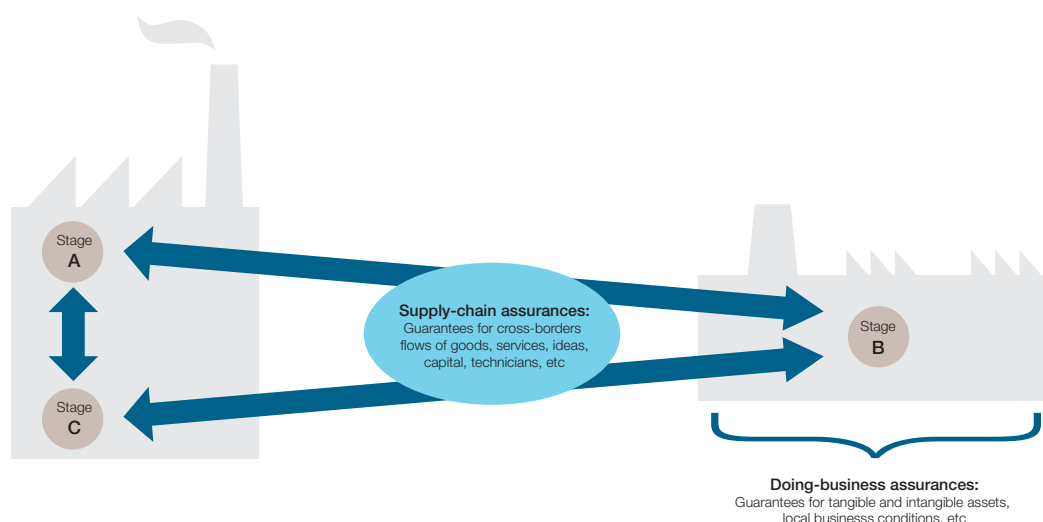 Stage
A
Supply-chain assurances:
Guarantees for cross-borders
flows of goods, services, ideas,
capital, technicians, etc
Stage
B
Stage
C
Doing-business assurances:
Guarantees for tangible and intangible assets,
local businesss conditions, etc